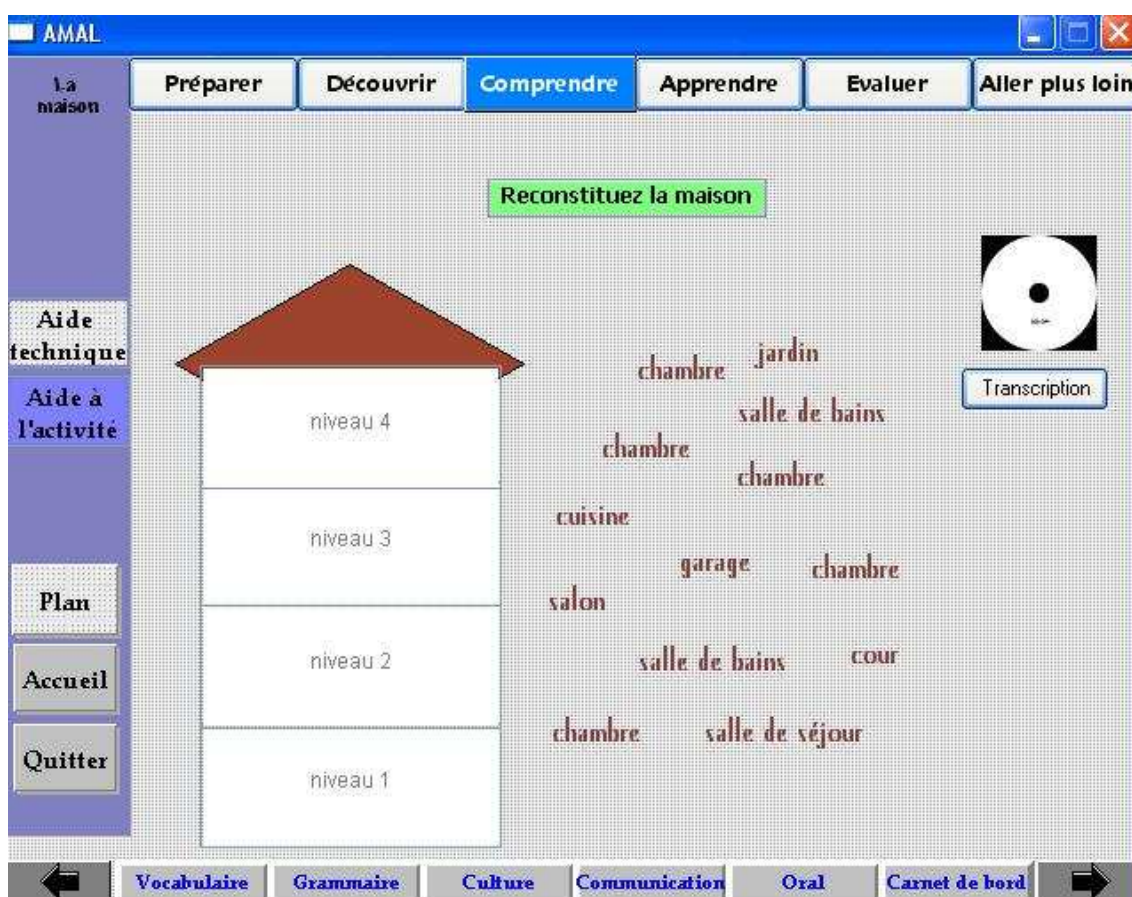 AMAL
La
maison
Préparer
Découvrir
Comprendre
Apprendre
Evaluer
Aller plus loin
Reconstituez la maison
Aide
technique
Aide à
l'activité
Plan
Accueil
Quitter
niveau 4
niveau 3
niveau 2
niveau 1
chambre
jardin
salle de bains
chambre
chambre
cuisine
garage
chambre
salon
salle de bains
cour
chambre
salle de séjour
Transcription
Vocabulaire
Grammaire
Culture
Communication
Oral
Carnet de bord